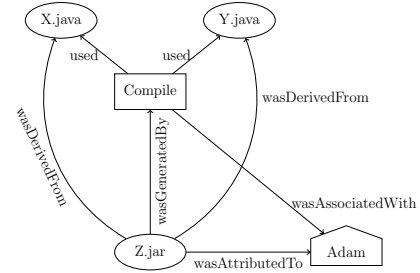 X.java
Y.java
used
used
Compile
wasDerivedFrom
wasDerivedFrom
wasGeneratedBy
wasAssociatedWith
Z.jar
wasAttributedTo
Adam